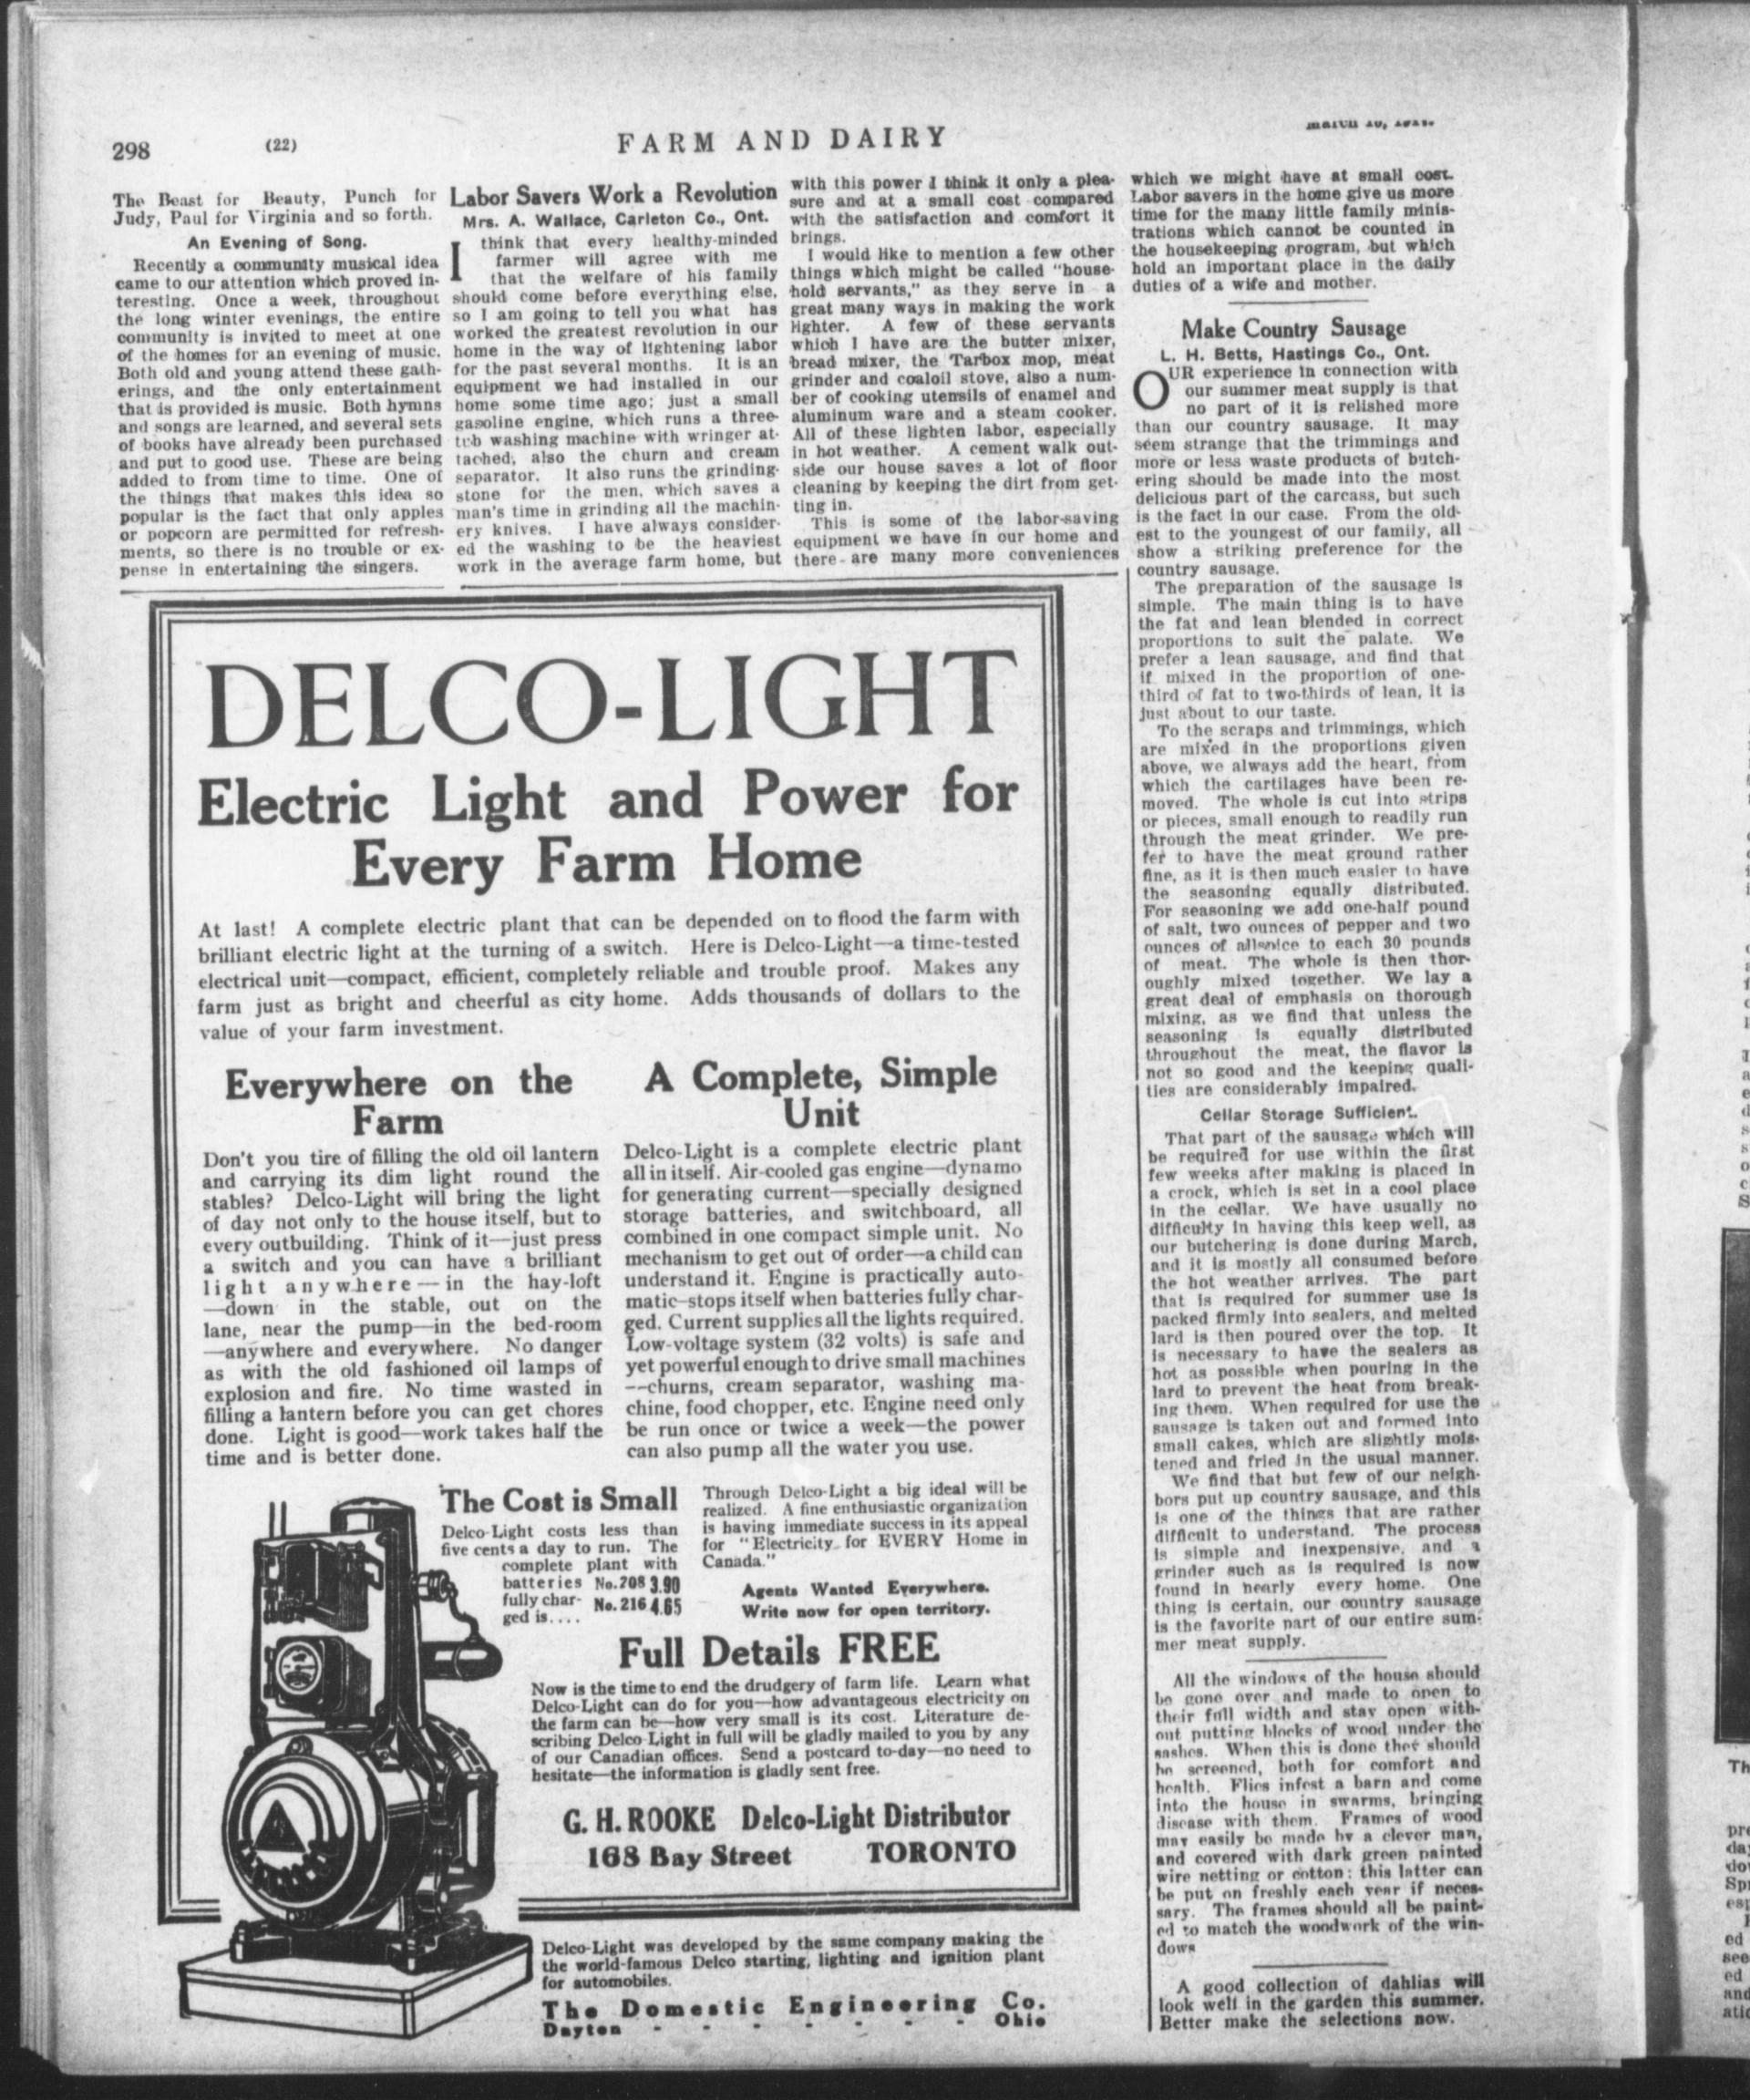 298
(22)
FARM AND DAIRY
The Beast for Beauty, Punch for
Judy, Paul for Virginia and so forth.
An Evening of Song.
Recently a community musical idea
came to our attention which proved in-
teresting. Once a week, throughout
the long winter evenings, the entire
community is invited to meet at one
of the homes for an evening of music.
Both old and young attend these gath-
erings, and the only entertainment
that is provided is music. Both hymns
and songs are learned, and several sets
of books have already been purchased
and put to good use. These are being
added to from time to time. One of
the things that makes this idea so
popular is the fact that only apples
or popcorn are permitted for refresh-
ments, so there is no trouble or ex-
pense in entertaining the singers.
Labor Savers Work a Revolution
Mrs. A. Wallace, Carleton Co., Ont.
I think that every healthy-minded
farmer will agree with me
that the welfare of his family
should come before everything else,
so I am going to tell you what has
worked the greatest revolution in our
home in the way of lightening labor
for the past several months. It is an
equipment we had installed in our
home some time ago; just a small
gasoline engine, which runs a three-
tub washing machine with wringer at-
tached, also the churn and cream
separator. It also runs the grinding-
stone for the men, which saves a
man's time in grinding all the machin-
ery knives. I have always consider-
ed the washing to be the heaviest
work in the average farm home, but
with this power I think it only a plea-
sure and at a small cost compared
with the satisfaction and comfort it
brings.
I would like to mention a few other
things which might be called "house-
hold servants," as they serve in a
great many ways in making the work
lighter. A few of these servants
which I have are the butter mixer,
bread mixer, the Tarbox mop, meat
grinder and coaloil stove, also a num-
ber of cooking utensils of enamel and
aluminum ware and a steam cooker.
All of these lighten labor, especially
in hot weather. A cement walk out-
side our house saves a lot of floor
cleaning by keeping the dirt from get-
ting in.
This is some of the labor-saving
equipment we have in our home and
there are many more conveniences
which we might have at small cost.
Labor savers in the home give us more
time for the many little family minis-
trations which cannot be counted in
the housekeeping program, but which
hold an important place in the daily
duties of a wife and mother.
Make Country Sausage
L. H. Betts, Hastings Co., Ont.
OUR experience in connection with
our summer meat supply is that
no part of it is relished more
than our country sausage. It may
seem strange that the trimmings and
more or less waste products of butch-
ering should be made into the most
delicious part of the carcass, but such
is the fact in our case. From the old-
est to the youngest of our family, all
show a striking preference for the
country sausage.
The preparation of the sausage is
simple. The main thing is to have
the fat and lean blended in correct
proportions to suit the palate. We
prefer a lean sausage, and find that
if mixed in the proportion of one-
third of fat to two-thirds of lean, it is
just about to our taste.
To the scraps and trimmings, which
are mixed in the proportions given
above, we always add the heart, from
which the cartilages have been re-
moved. The whole is cut into strips
or pieces, small enough to readily run
through the meat grinder. We pre-
fer to have the meat ground rather
fine, as it is then much easier to have
the seasoning equally distributed.
For seasoning we add one-half pound
of salt, two ounces of pepper and two
ounces of allspice to each 30 pounds
of meat. The whole is then thor-
oughly mixed together. We lay a
great deal of emphasis on thorough
mixing, as we find that unless the
seasoning is equally distributed
throughout the meat, the flavor is
not so good and the keeping quali-
ties are considerably impaired.
Cellar Storage Sufficient.
That part of the sausage which will
be required for use within the first
few weeks after making is placed in
a crock, which is set in a cool place
in the cellar. We have usually no
difficulty in having this keep well, as
our butchering is done during March,
and it is mostly all consumed before
the hot weather arrives. The part
that is required for summer use is
packed firmly into sealers, and melted
lard is then poured over the top. It
is necessary to have the sealers as
hot as possible when pouring in the
lard to prevent the heat from break-
ing them. When required for use the
sausage is taken out and formed into
small cakes, which are slightly mois-
tened and fried in the usual manner.
We find that but few of our neigh-
bors put up country sausage, and this
is one of the things that are rather
difficult to understand. The process
is simple and inexpensive, and a
grinder such as is required is now
found in nearly every home. One
thing is certain, our country sausage
is the favorite part of our entire sum-
mer meat supply.
All the windows of the house should
be gone over and made to open to
their full width and stay open with-
out putting blocks of wood under the
sashes. When this is done they should
be screened, both for comfort and
health. Flies infest a barn and come
into the house in swarms, bringing
disease with them. Frames of wood
may easily be made by a clever man,
and covered with dark green painted
wire netting or cotton; this latter can
be put on freshly each year if neces-
sary. The frames should all be paint-
ed to match the woodwork of the win-
dows
A good collection of dahlias will
look well in the garden this summer.
Better make the selections now.
DELCO-LIGHT
Electric Light and Power for
Every Farm Home
At last! A complete electric plant that can be depended on to flood the farm with
brilliant electric light at the turning of a switch. Here is Delco-Light—a time-tested
electrical unit—compact, efficient, completely reliable and trouble proof. Makes any
farm just as bright and cheerful as city home. Adds thousands of dollars to the
value of your farm investment.
Everywhere on the
Farm
Don't you tire of filling the old oil lantern
and carrying its dim light round the
stables? Delco-Light will bring the light
of day not only to the house itself, but to
every outbuilding. Think of it—just press
a switch and you can have a brilliant
light anywhere—in the hay-loft
—down in the stable, out on the
lane, near the pump—in the bed-room
—anywhere and everywhere. No danger
as with the old fashioned oil lamps of
explosion and fire. No time wasted in
filling a lantern before you can get chores
done. Light is good—work takes half the
time and is better done.
A Complete, Simple
Unit
Delco-Light is a complete electric plant
all in itself. Air-cooled gas engine—dynamo
for generating current—specially designed
storage batteries, and switchboard, all
combined in one compact simple unit. No
mechanism to get out of order—a child can
understand it. Engine is practically auto-
matic—stops itself when batteries fully char-
ged. Current supplies all the lights required.
Low-voltage system (32 volts) is safe and
yet powerful enough to drive small machines
--churns, cream separator, washing ma-
chine, food chopper, etc. Engine need only
be run once or twice a week—the power
can also pump all the water you use.
The Cost is Small
Delco-Light costs less than
five cents a day to run. The
complete plant with
batteries No. 208 3.90
fully char- No. 216 4.65
ged is....
Through Delco-Light a big ideal will be
realized. A fine enthusiastic organization
is having immediate success in its appeal
for "Electricity for EVERY Home in
Canada."
Agents Wanted Everywhere.
Write now for open territory.
Full Details FREE
Now is the time to end the drudgery of farm life. Learn what
Delco-Light can do for you—how advantageous electricity on
the farm can be—how very small is its cost. Literature de-
scribing Delco-Light in full will be gladly mailed to you by any
of our Canadian offices. Send a postcard to-day—no need to
hesitate—the information is gladly sent free.
G. H. ROOKE Delco-Light Distributor
168 Bay Street TORONTO
Delco-Light was developed by the same company making the
the world-famous Delco starting, lighting and ignition plant
for automobiles.
The Domestic Engineering Co.
Dayton - - - - - - - Ohio